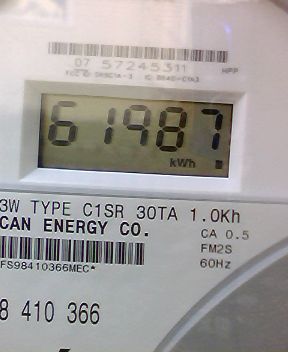 07 57245311
HPP
61987
kWh
3W TYPE C1SR 30TA 1.0Kh
CAN ENERGY CO.
CA 0.5
FM2S
60Hz
FS98410366MEC*
8 410 366